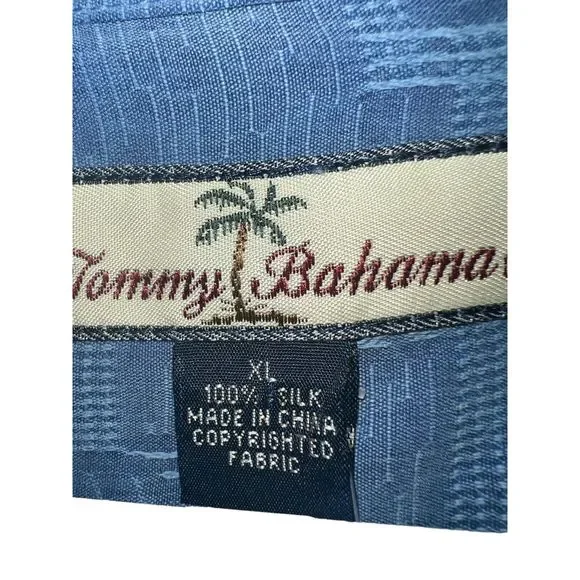 Tommy Bahama
XL
100% SILK
MADE IN CHINA
COPYRIGHTED
FABRIC